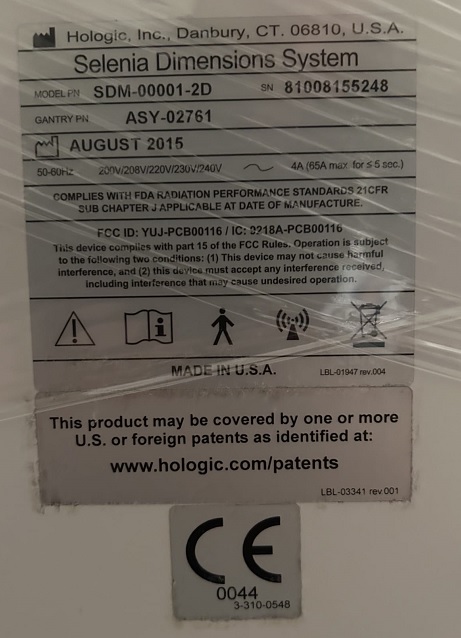 Hologic, Inc., Danbury, CT. 06810, U.S.A.
Selenia Dimensions System
MODEL PN SDM-00001-2D SN 81008155248
GANTRY PN ASY-02761
AUGUST 2015
50-60Hz 200V/208V/220V/230V/240V 4A (65A max for ≤ 5 sec.)
COMPLIES WITH FDA RADIATION PERFORMANCE STANDARDS 21CFR
SUB CHAPTER J APPLICABLE AT DATE OF MANUFACTURE.
FCC ID: YUJ-PCB00116 / IC: 9218A-PCB00116
This device complies with part 15 of the FCC Rules. Operation is subject
to the following two conditions: (1) This device may not cause harmful
interference, and (2) this device must accept any interference received,
including interference that may cause undesired operation.
MADE IN U.S.A. LBL-01947 rev.004
This product may be covered by one or more
U.S. or foreign patents as identified at:
www.hologic.com/patents
LBL-03341 rev 001
CE
0044
3-310-0548